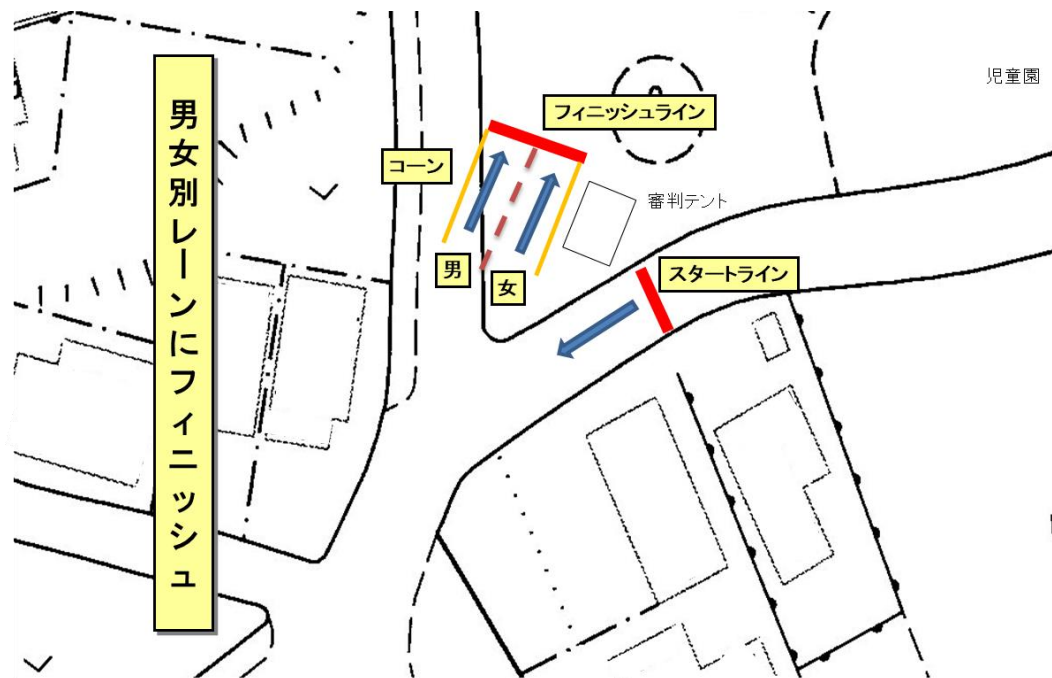 男女別レーンにフィニッシュ
フィニッシュライン
児童園
コーン
審判テント
男
女
スタートライン